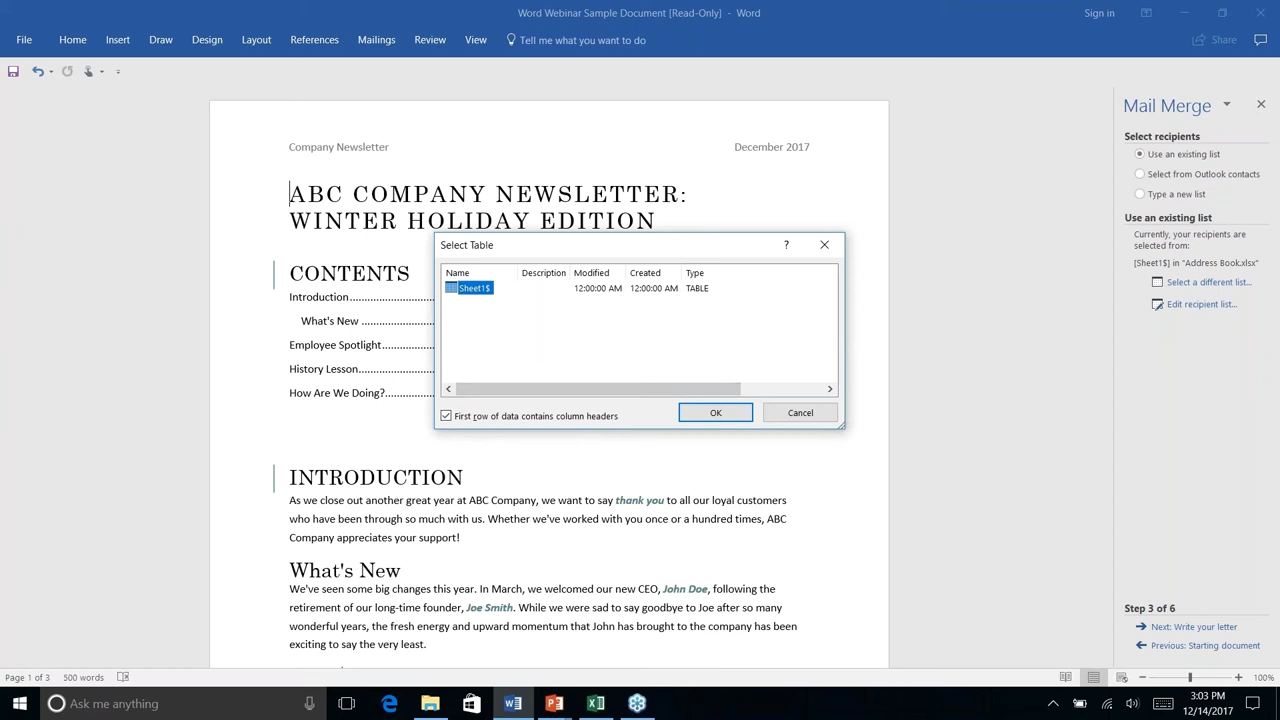 Word Webinar Sample Document [Read-Only] - Word
Sign in
File Home Insert Draw Design Layout References Mailings Review View Tell me what you want to do Share
Company Newsletter December 2017
ABC COMPANY NEWSLETTER:
WINTER HOLIDAY EDITION
CONTENTS
Introduction
What's New
Employee Spotlight
History Lesson
How Are We Doing?
Select Table
Name Description Modified Created Type
Sheet1$ 12:00:00 AM 12:00:00 AM TABLE
First row of data contains column headers
OK Cancel
INTRODUCTION
As we close out another great year at ABC Company, we want to say thank you to all our loyal customers
who have been through so much with us. Whether we've worked with you once or a hundred times, ABC
Company appreciates your support!
What's New
We've seen some big changes this year. In March, we welcomed our new CEO, John Doe, following the
retirement of our long-time founder, Joe Smith. While we were sad to say goodbye to Joe after so many
wonderful years, the fresh energy and upward momentum that John has brought to the company has been
exciting to say the very least.
Mail Merge
Select recipients
Use an existing list
Select from Outlook contacts
Type a new list
Use an existing list
Currently, your recipients are
selected from:
[Sheet1$] in "Address Book.xlsx"
Select a different list...
Edit recipient list...
Step 3 of 6
Next: Write your letter
Previous: Starting document
Page 1 of 3 500 words
100%
Ask me anything
3:03 PM
12/14/2017